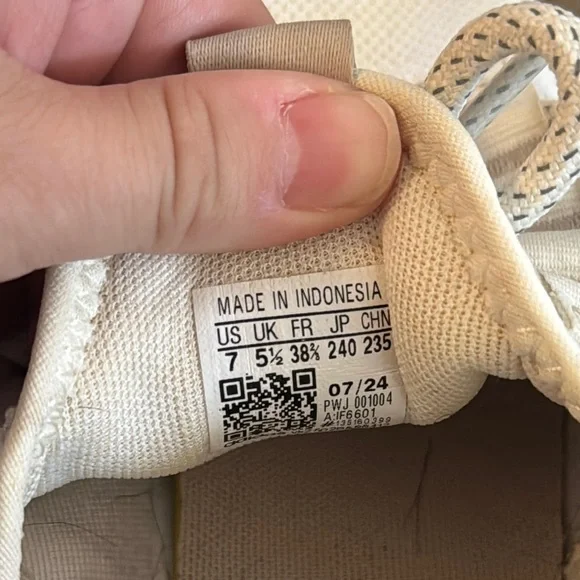 MADE IN INDONESIA
US UK FR JP CHN
7 5½ 38⅔ 240 235
07/24
PWJ 001004
A:IF6601